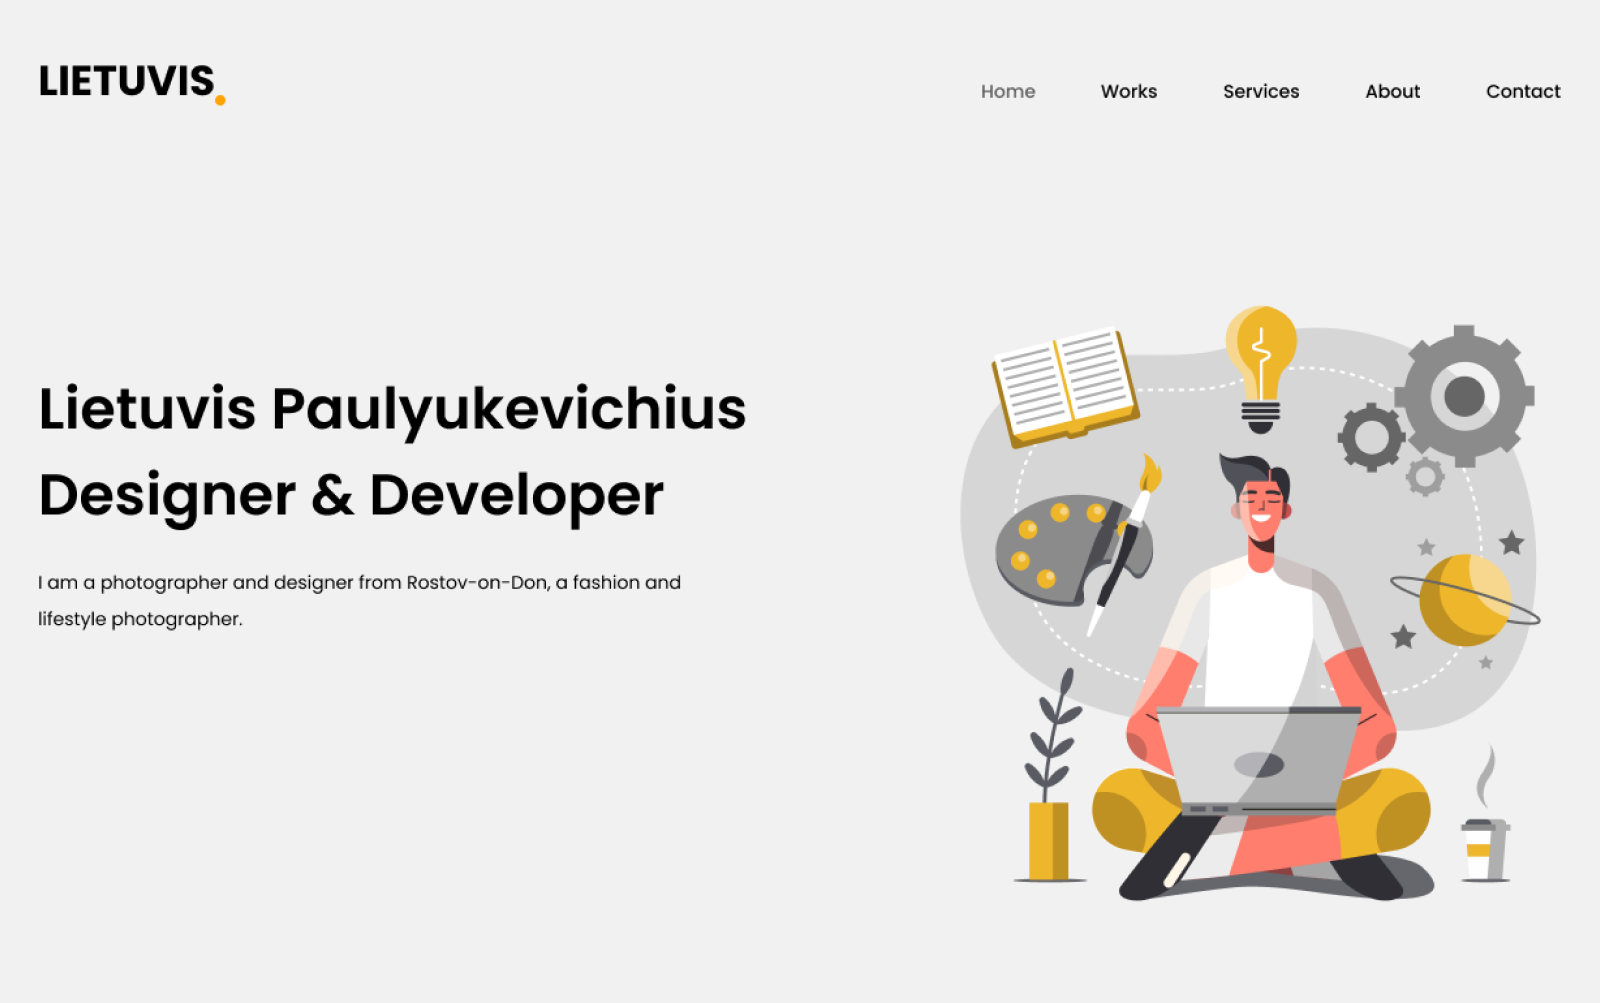 LIETUVIS.
Home Works Services About Contact
Lietuvis Paulyukevichius
Designer & Developer
I am a photographer and designer from Rostov-on-Don, a fashion and
lifestyle photographer.